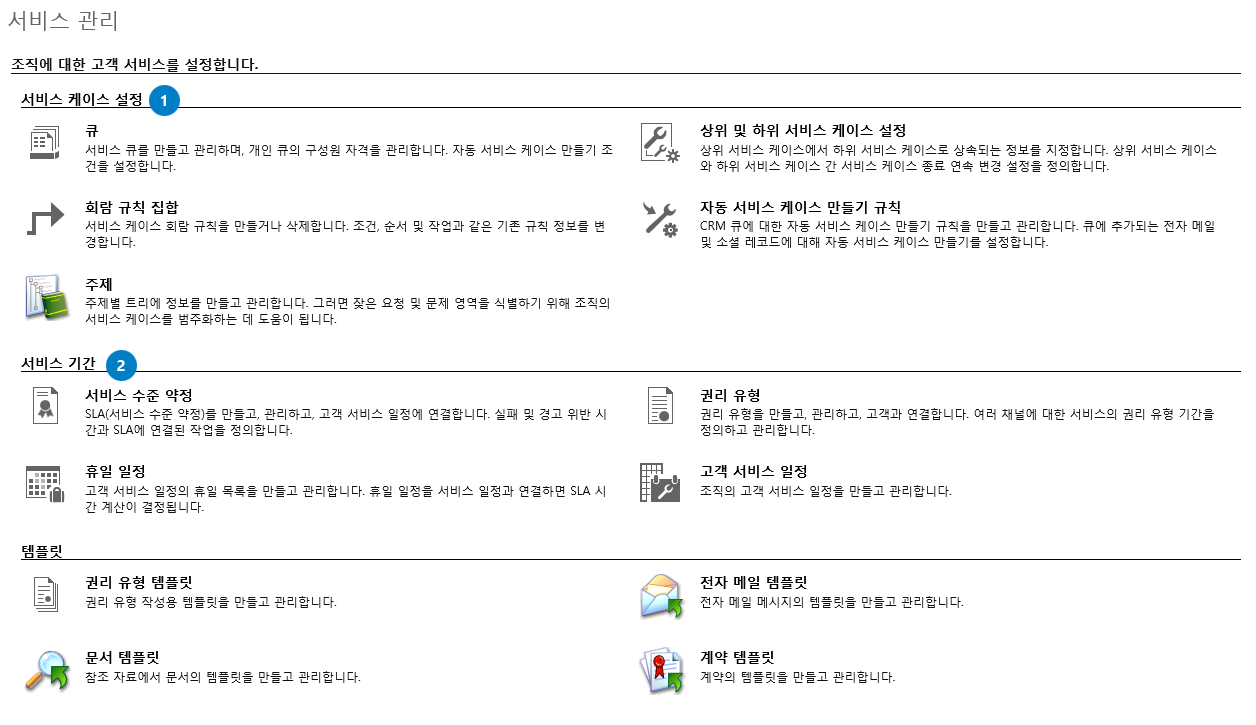 서비스 관리
조직에 대한 고객 서비스를 설정합니다.
서비스 케이스 설정 1
큐
서비스 큐를 만들고 관리하며, 개인 큐의 구성원 자격을 관리합니다. 자동 서비스 케이스 만들기 조
건을 설정합니다.
상위 및 하위 서비스 케이스 설정
상위 서비스 케이스에서 하위 서비스 케이스로 상속되는 정보를 지정합니다. 상위 서비스 케이스
와 하위 서비스 케이스 간 서비스 케이스 종료 연속 변경 설정을 정의합니다.
회람 규칙 집합
서비스 케이스 회람 규칙을 만들거나 삭제합니다. 조건, 순서 및 작업과 같은 기존 규칙 정보를 변
경합니다.
자동 서비스 케이스 만들기 규칙
CRM 큐에 대한 자동 서비스 케이스 만들기 규칙을 만들고 관리합니다. 큐에 추가되는 전자 메일
및 소셜 레코드에 대해 자동 서비스 케이스 만들기를 설정합니다.
주제
주제별 트리에 정보를 만들고 관리합니다. 그러면 잦은 요청 및 문제 영역을 식별하기 위해 조직의
서비스 케이스를 범주화하는 데 도움이 됩니다.
서비스 기간 2
서비스 수준 약정
SLA(서비스 수준 약정)를 만들고, 관리하고, 고객 서비스 일정에 연결합니다. 실패 및 경고 위반 시
간과 SLA에 연결된 작업을 정의합니다.
권리 유형
권리 유형을 만들고, 관리하고, 고객과 연결합니다. 여러 채널에 대한 서비스의 권리 유형 기간을
정의하고 관리합니다.
휴일 일정
고객 서비스 일정의 휴일 목록을 만들고 관리합니다. 휴일 일정을 서비스 일정과 연결하면 SLA 시
간 계산이 결정됩니다.
고객 서비스 일정
조직의 고객 서비스 일정을 만들고 관리합니다.
템플릿
권리 유형 템플릿
권리 유형 작성용 템플릿을 만들고 관리합니다.
전자 메일 템플릿
전자 메일 메시지의 템플릿을 만들고 관리합니다.
문서 템플릿
참조 자료에서 문서의 템플릿을 만들고 관리합니다.
계약 템플릿
계약의 템플릿을 만들고 관리합니다.